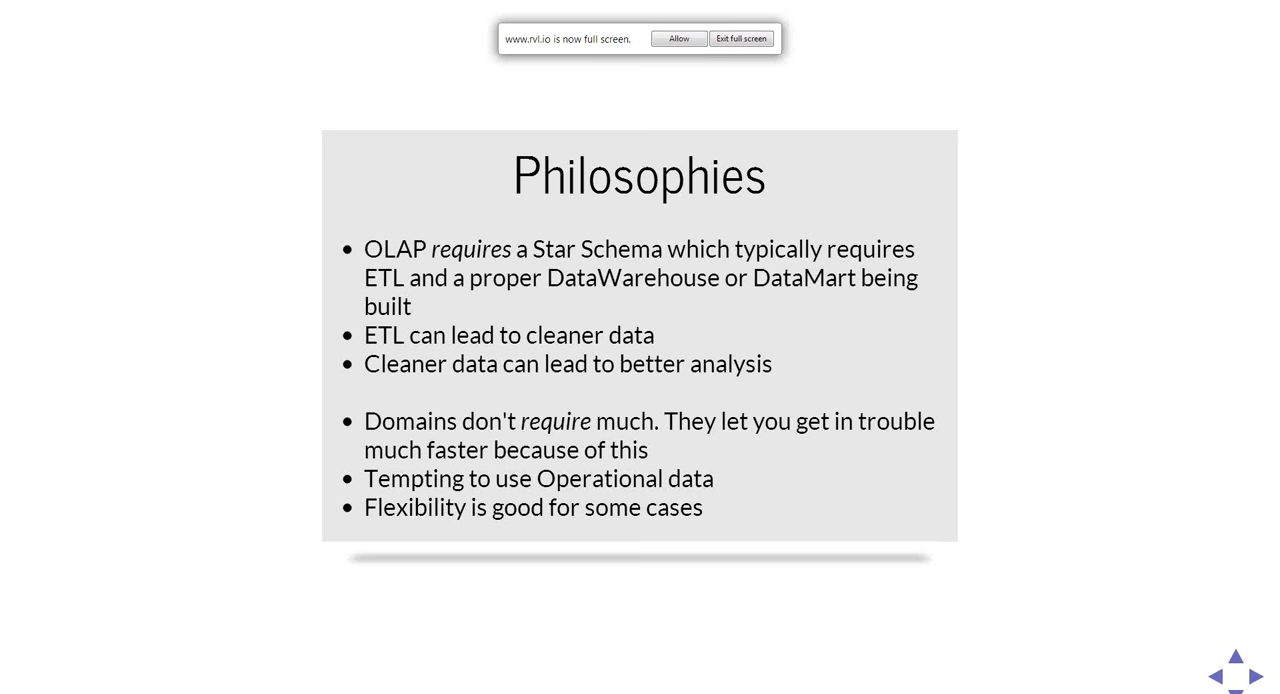 www.rvl.io is now full screen. Allow Exit full screen
Philosophies
• OLAP requires a Star Schema which typically requires
ETL and a proper DataWarehouse or DataMart being
built
• ETL can lead to cleaner data
• Cleaner data can lead to better analysis
• Domains don't require much. They let you get in trouble
much faster because of this
• Tempting to use Operational data
• Flexibility is good for some cases